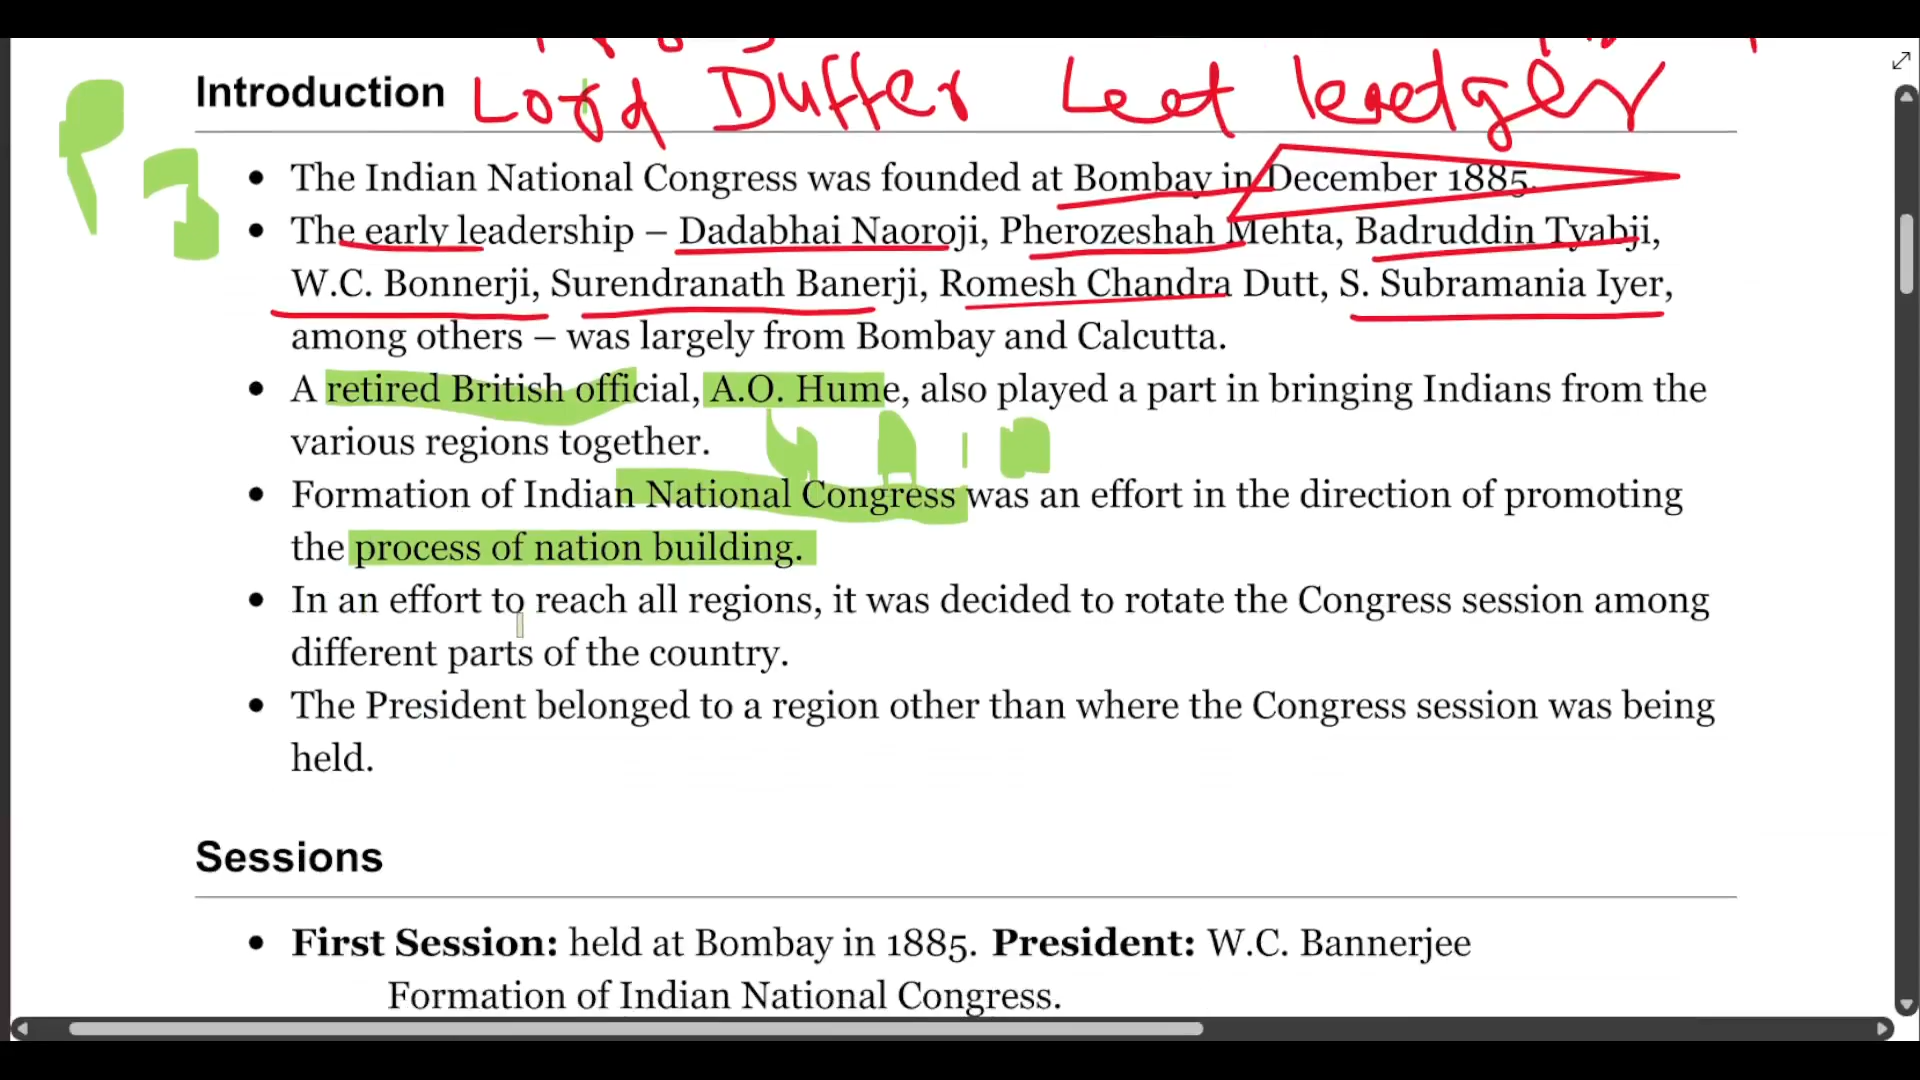 Introduction Lord Duffer
The Indian National Congress was founded at Bombay in December 1885.
The early leadership – Dadabhai Naoroji, Pherozeshah Mehta, Badruddin Tyabji,
W.C. Bonnerji, Surendranath Banerji, Romesh Chandra Dutt, S. Subramania Iyer,
among others – was largely from Bombay and Calcutta.
A retired British official, A.O. Hume, also played a part in bringing Indians from the
various regions together.
Formation of Indian National Congress was an effort in the direction of promoting
the process of nation building.
In an effort to reach all regions, it was decided to rotate the Congress session among
different parts of the country.
The President belonged to a region other than where the Congress session was being
held.
Sessions
First Session: held at Bombay in 1885. President: W.C. Bannerjee
Formation of Indian National Congress.